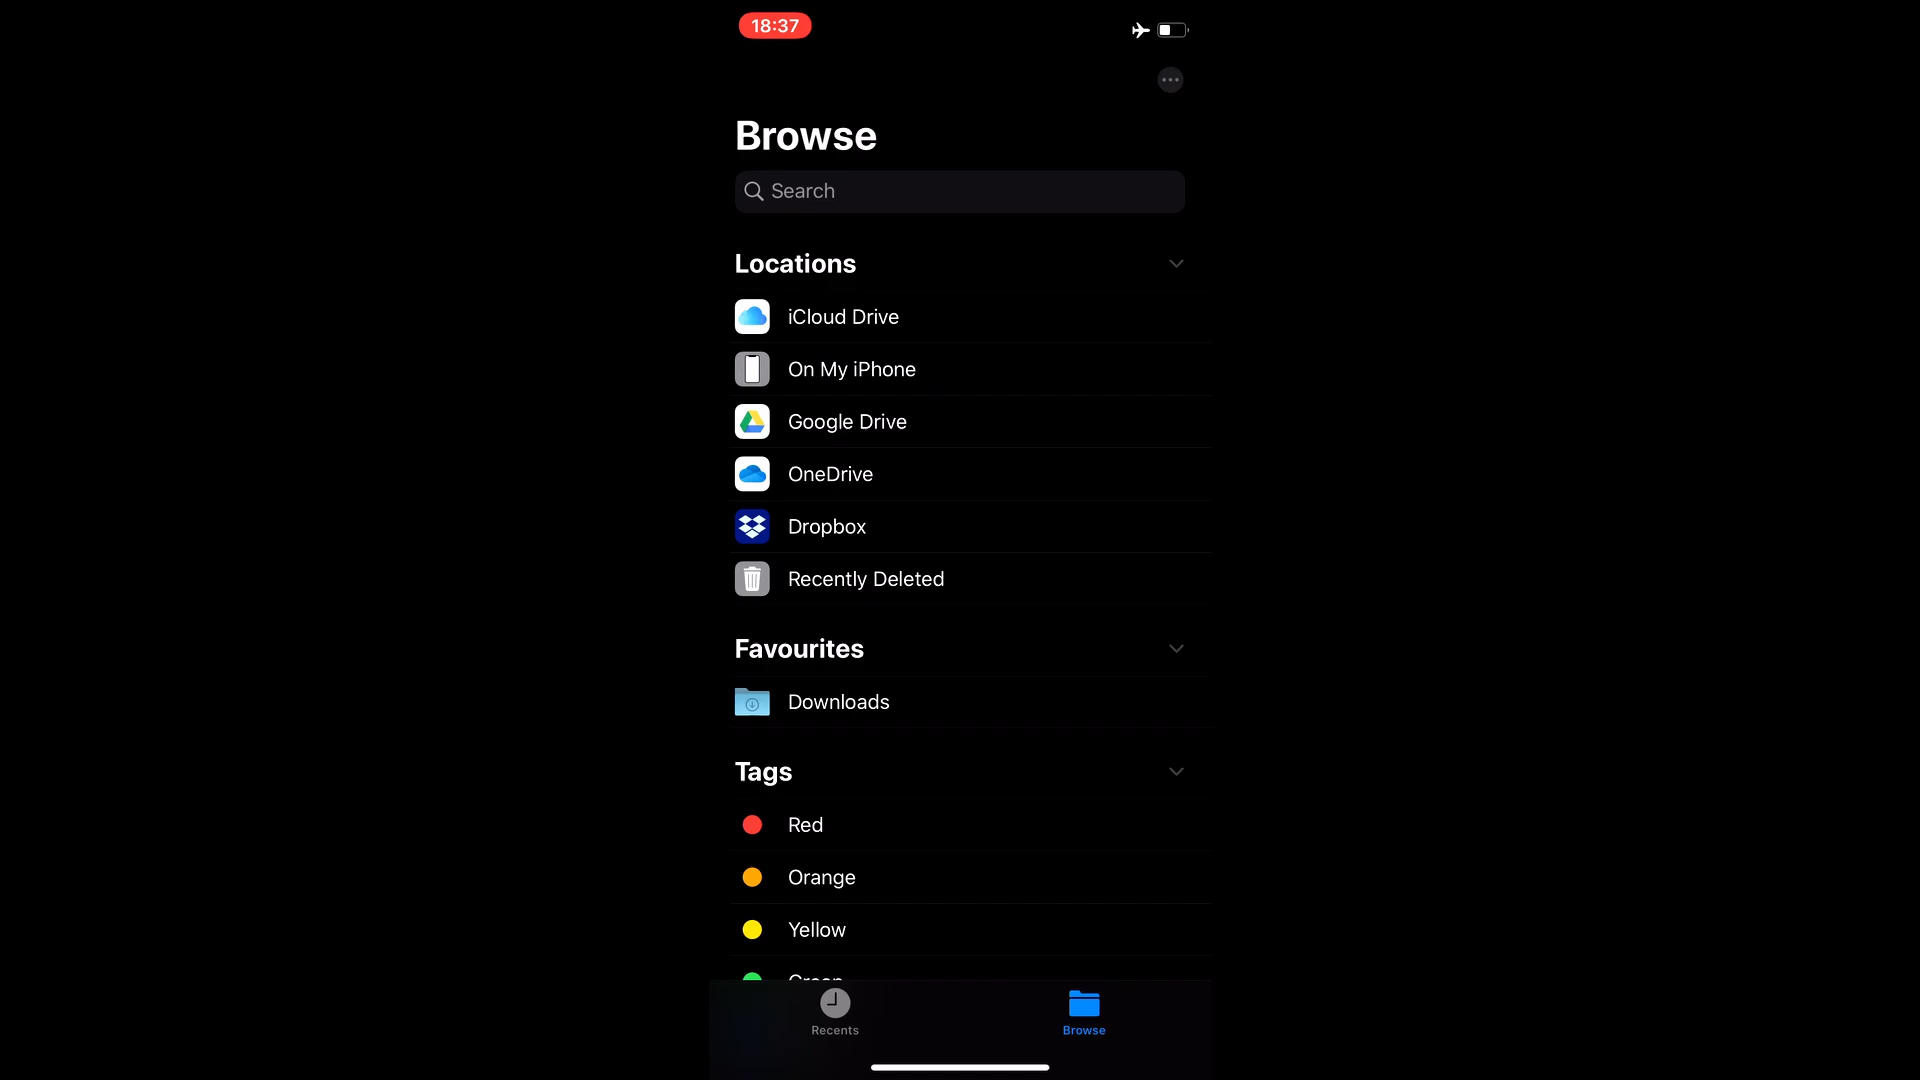 18:37
Browse
Search
Locations
iCloud Drive
On My iPhone
Google Drive
OneDrive
Dropbox
Recently Deleted
Favourites
Downloads
Tags
Red
Orange
Yellow
Green
Recents
Browse